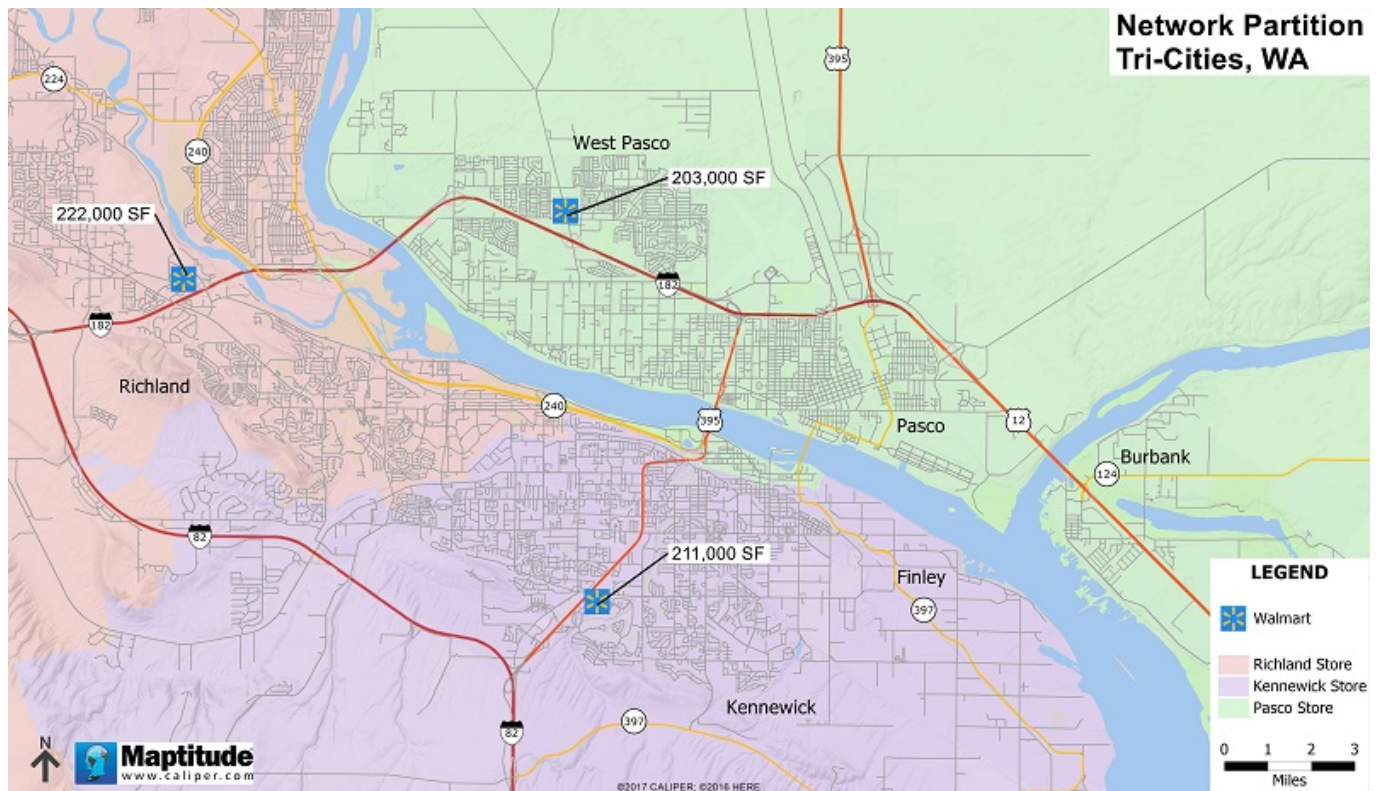 Network Partition
Tri-Cities, WA
395
224
240
West Pasco
203,000 SF
222,000 SF
182
182
Richland
240
395
12
Pasco
Burbank
124
82
211,000 SF
Finley
397
Kennewick
397
82
LEGEND
Walmart
Richland Store
Kennewick Store
Pasco Store
0 1 2 3
Miles
N
Maptitude
www.caliper.com
©2017 CALIPER; ©2016 HERE